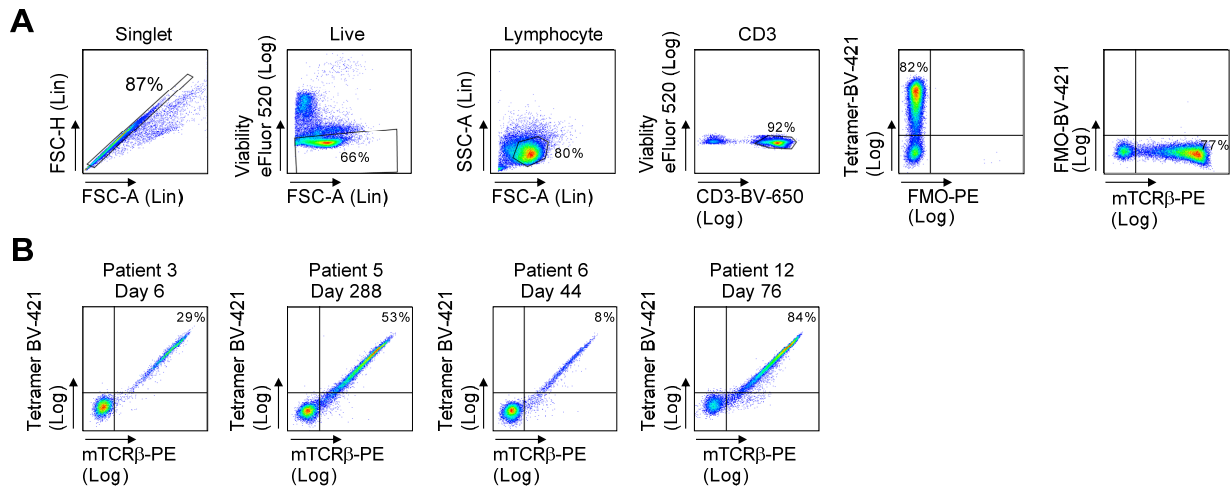 A
Singlet
87%
FSC-H (Lin)
FSC-A (Lin)
Live
66%
Viability
eFluor 520 (Log)
FSC-A (Lin)
Lymphocyte
80%
SSC-A (Lin)
FSC-A (Lin)
CD3
92%
Viablity
eFluor 520 (Log)
CD3-BV-650
(Log)
82%
Tetramer-BV-421
(Log)
FMO-PE
(Log)
77%
FMO-BV-421
(Log)
mTCRβ-PE
(Log)
B
Patient 3
Day 6
29%
Tetramer BV-421
(Log)
mTCRβ-PE
(Log)
Patient 5
Day 288
53%
Tetramer BV-421
(Log)
mTCRβ-PE
(Log)
Patient 6
Day 44
8%
Tetramer BV-421
(Log)
mTCRβ-PE
(Log)
Patient 12
Day 76
84%
Tetramer BV-421
(Log)
mTCRβ-PE
(Log)